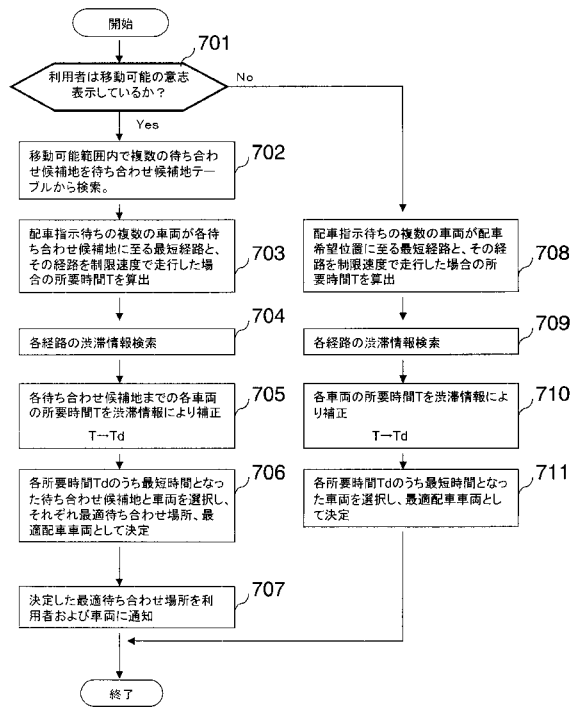 開始
701
利用者は移動可能の意志
表示しているか?
No
Yes
移動可能範囲内で複数の待ち合わ
せ候補地を待ち合わせ候補地テー
ブルから検索。
702
配車指示待ちの複数の車両が各待
ち合わせ候補地に至る最短経路と、
その経路を制限速度で走行した場
合の所要時間Tを算出
703
704
各経路の渋滞情報検索
各待ち合わせ候補地までの各車両
の所要時間Tを渋滞情報により補正
T→Td
705
各所要時間Tdのうち最短時間となっ
た待ち合わせ候補地と車両を選択し、
それぞれ最適待ち合わせ場所、最
適配車車両として決定
706
決定した最適待ち合わせ場所を利
用者および車両に通知
707
配車指示待ちの複数の車両が配車
希望位置に至る最短経路と、その経
路を制限速度で走行した場合の所
要時間Tを算出
708
709
各経路の渋滞情報検索
各車両の所要時間Tを渋滞情報によ
り補正
T→Td
710
各所要時間Tdのうち最短時間となっ
た車両を選択し、最適配車車両とし
て決定
711
終了